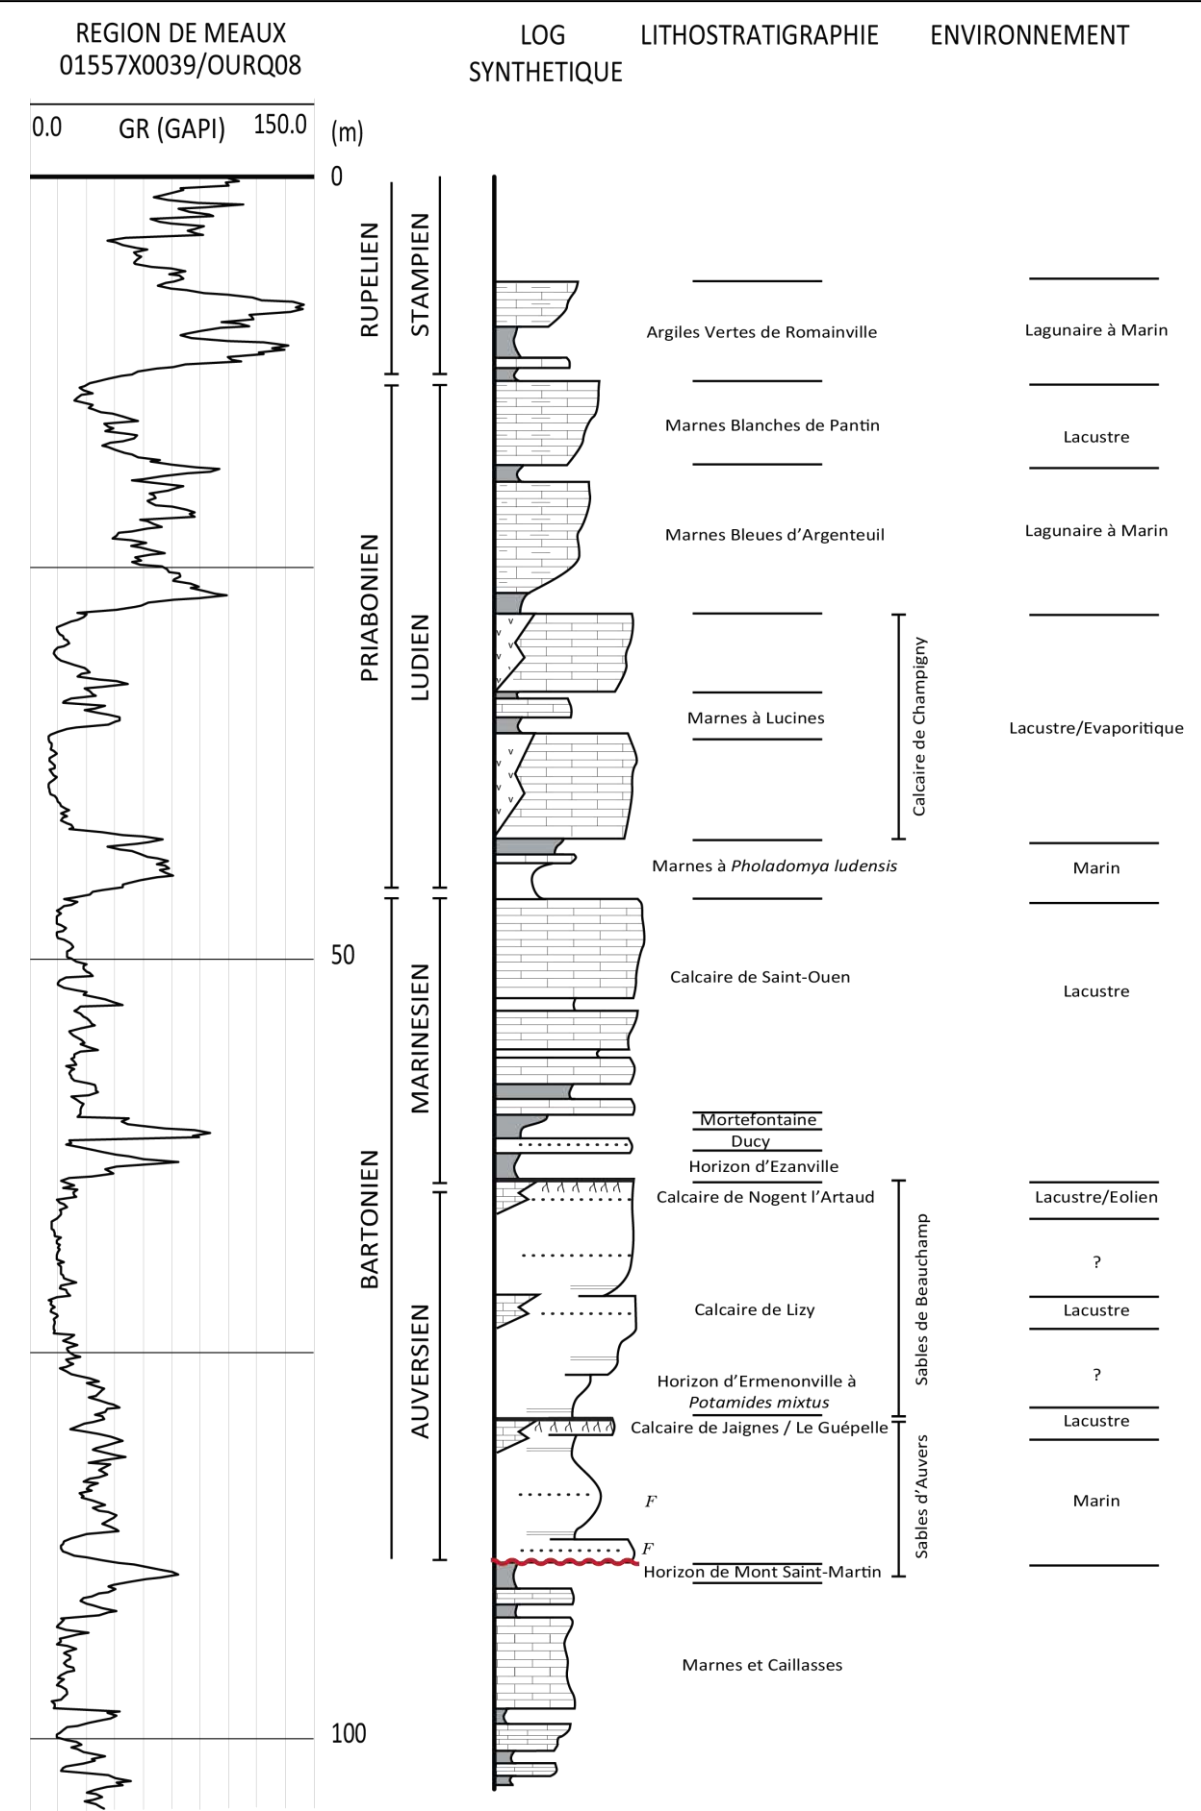 REGION DE MEAUX
01557X0039/OURQ08
LOG
SYNTHETIQUE
LITHOSTRATIGRAPHIE
ENVIRONNEMENT
0.0 GR (GAPI) 150.0
(m)
0
50
100
RUPELIEN
STAMPIEN
PRIABONIEN
LUDIEN
BARTONIEN
MARINESIEN
AUVERSIEN
v
v
v
v
v
v
v
v
Argiles Vertes de Romainville
Marnes Blanches de Pantin
Marnes Bleues d'Argenteuil
Marnes à Lucines
Calcaire de Champigny
Marnes à Pholadomya ludensis
Calcaire de Saint-Ouen
Mortefontaine
Ducy
Horizon d'Ezanville
Calcaire de Nogent l'Artaud
Calcaire de Lizy
Horizon d'Ermenonville à
Potamides mixtus
Sables de Beauchamp
Calcaire de Jaignes / Le Guépelle
F
F
Sables d'Auvers
Horizon de Mont Saint-Martin
Marnes et Caillasses
Lagunaire à Marin
Lacustre
Lagunaire à Marin
Lacustre/Evaporitique
Marin
Lacustre
Lacustre/Eolien
?
Lacustre
?
Lacustre
Marin